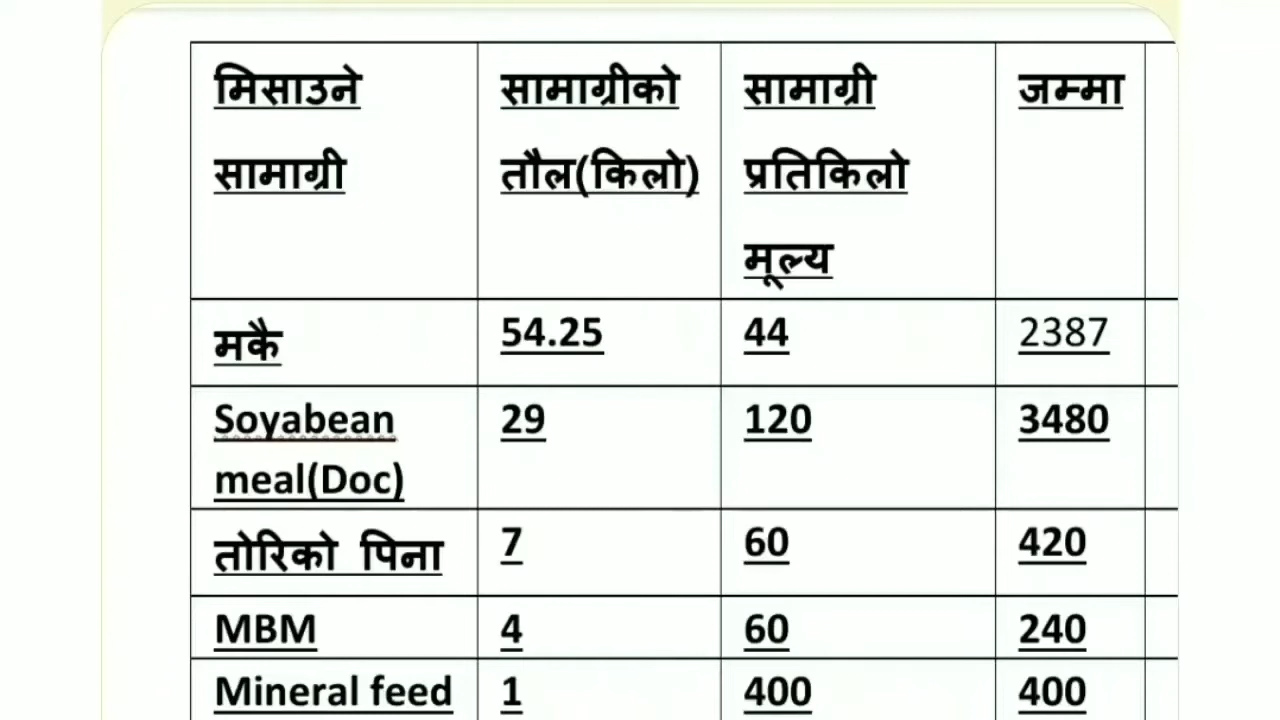 मिसाउने सामाग्री सामाग्रीको तौल(किलो) सामाग्री प्रतिकिलो मूल्य जम्मा
मकै 54.25 44 2387
Soyabean meal(Doc) 29 120 3480
तोरिको पिना 7 60 420
MBM 4 60 240
Mineral feed 1 400 400